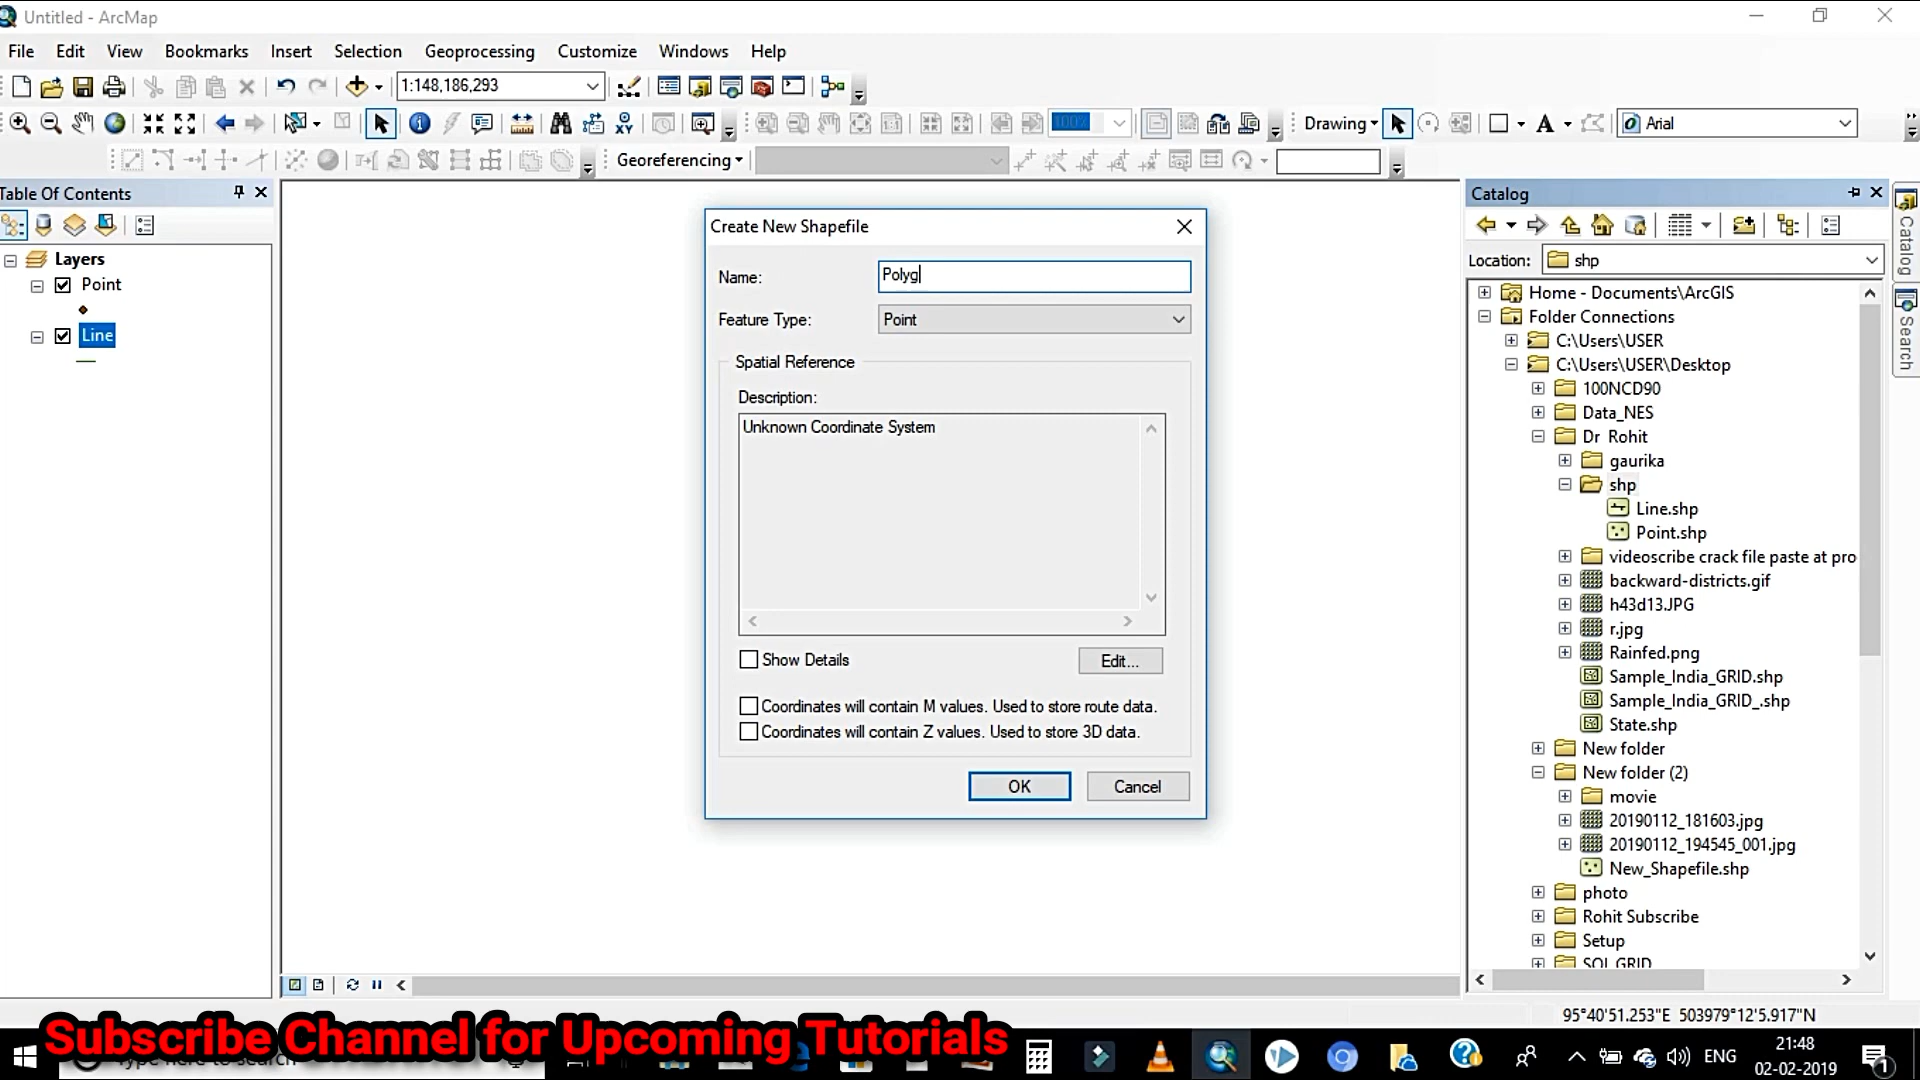 Untitled - ArcMap
File Edit View Bookmarks Insert Selection Geoprocessing Customize Windows Help
1:148,186,293
100%
Drawing
Arial
Georeferencing
Table Of Contents
Layers
Point
Line
Create New Shapefile
Name:
Polyg
Feature Type:
Point
Spatial Reference
Description:
Unknown Coordinate System
Show Details
Edit...
Coordinates will contain M values. Used to store route data.
Coordinates will contain Z values. Used to store 3D data.
OK
Cancel
Catalog
Location:
shp
Home - Documents\ArcGIS
Folder Connections
C:\Users\USER
C:\Users\USER\Desktop
100NCD90
Data_NES
Dr Rohit
gaurika
shp
Line.shp
Point.shp
videoscribe crack file paste at pro
backward-districts.gif
h43d13.JPG
r.jpg
Rainfed.png
Sample_India_GRID.shp
Sample_India_GRID_.shp
State.shp
New folder
New folder (2)
movie
20190112_181603.jpg
20190112_194545_001.jpg
New_Shapefile.shp
photo
Rohit Subscribe
Setup
SOI_GRID
Catalog
Search
95°40'51.253"E 503979°12'5.917"N
Subscribe Channel for Upcoming Tutorials
Type here to search
ENG
21:48
02-02-2019
1